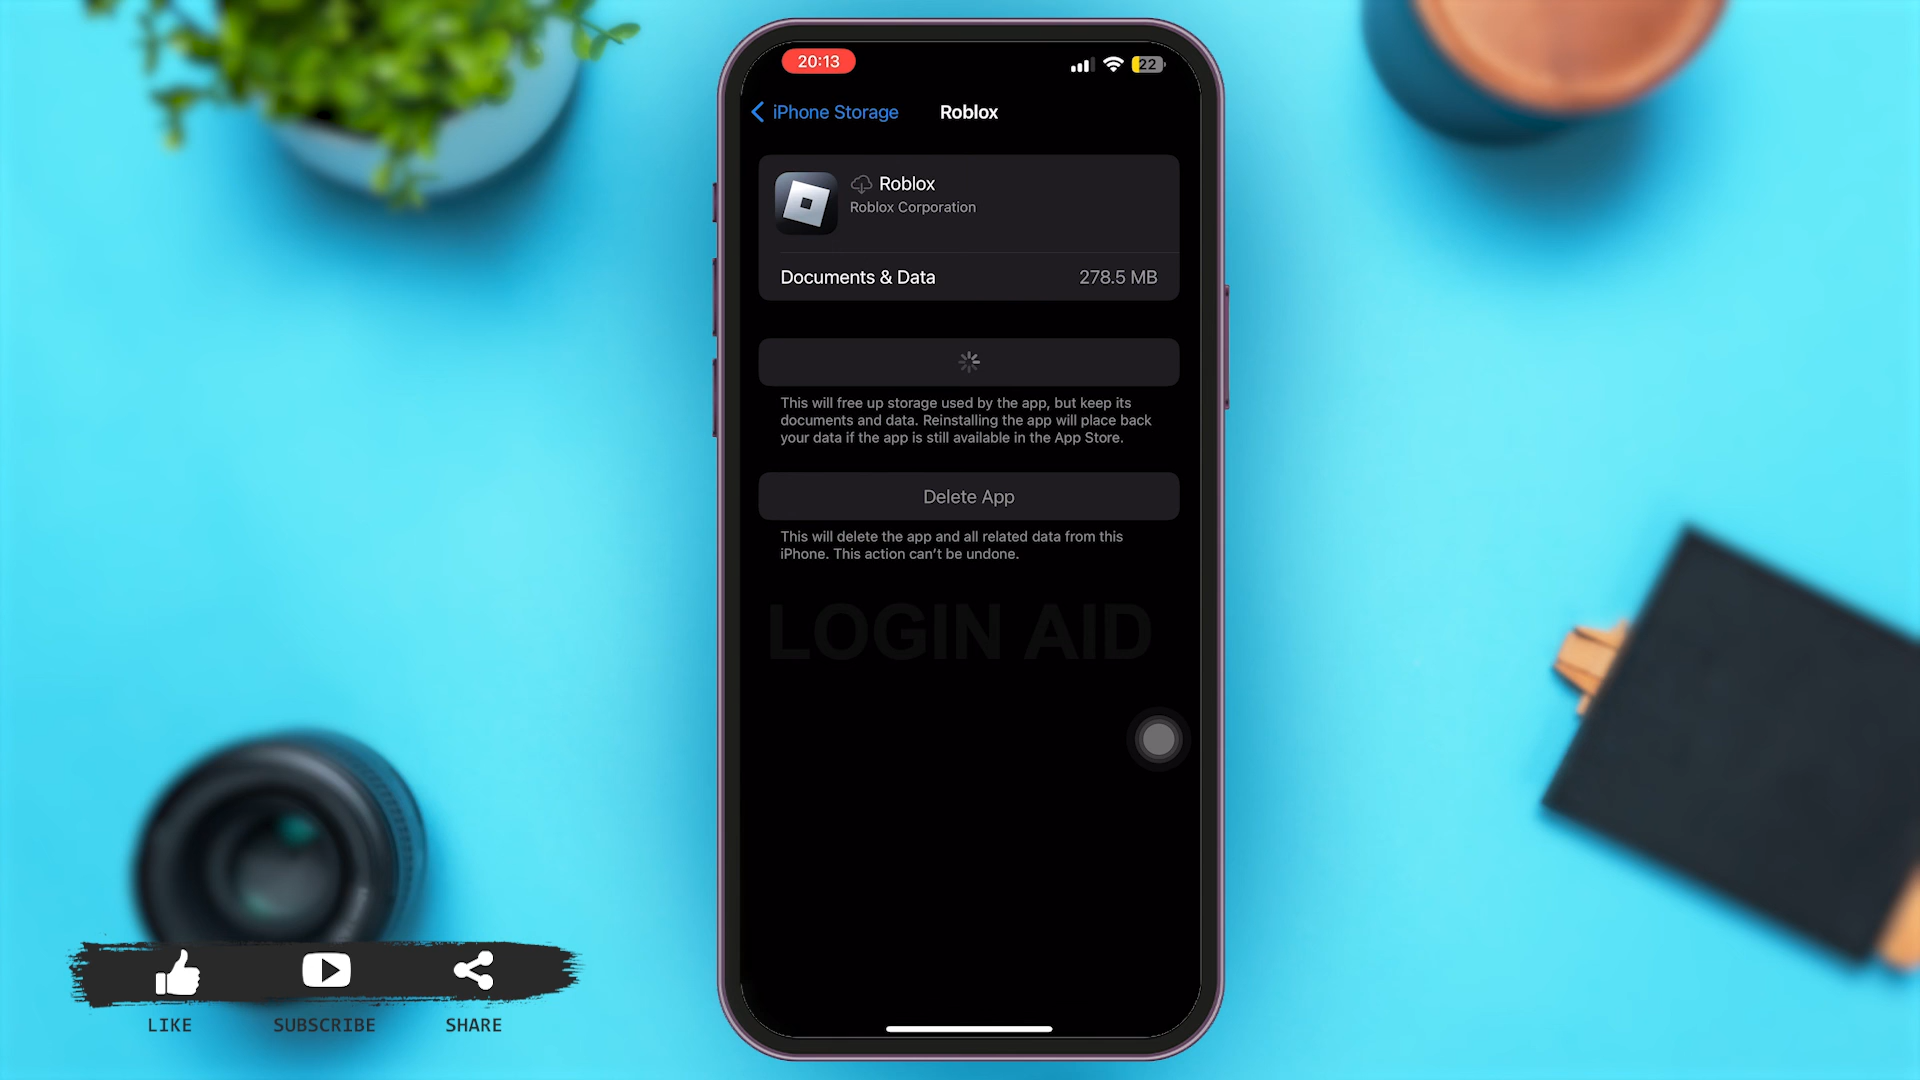 20:13
22
iPhone Storage
Roblox
Roblox
Roblox Corporation
Documents & Data
278.5 MB
This will free up storage used by the app, but keep its
documents and data. Reinstalling the app will place back
your data if the app is still available in the App Store.
Delete App
This will delete the app and all related data from this
iPhone. This action can’t be undone.
LOGIN AID
LIKE
SUBSCRIBE
SHARE